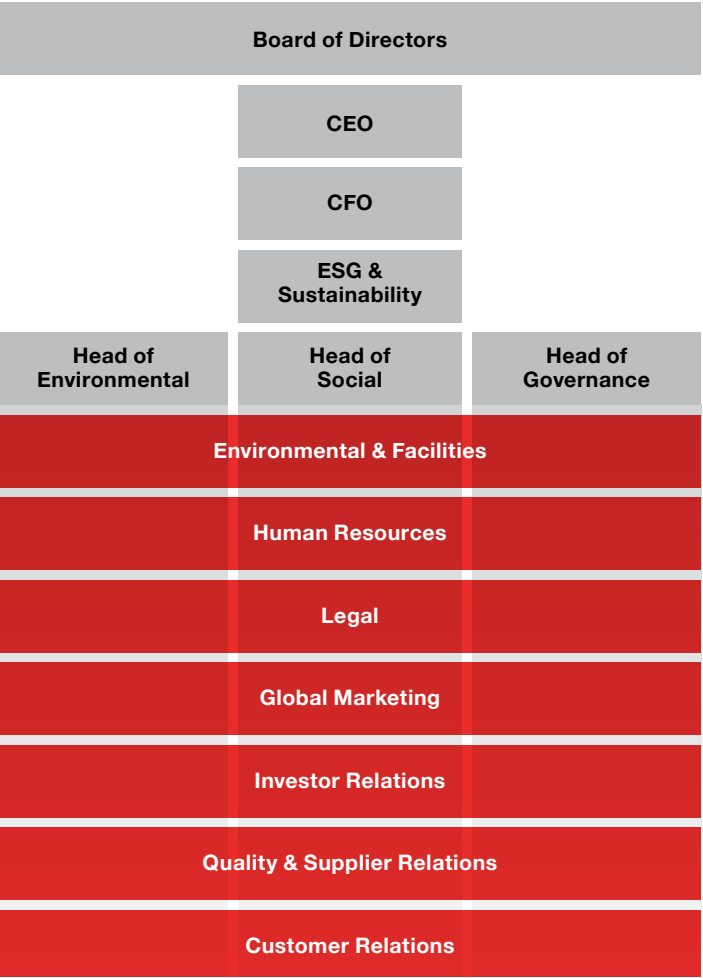 Board of Directors
CEO
CFO
ESG &
Sustainability
Head of
Environmental
Head of
Social
Head of
Governance
Environmental & Facilities
Human Resources
Legal
Global Marketing
Investor Relations
Quality & Supplier Relations
Customer Relations